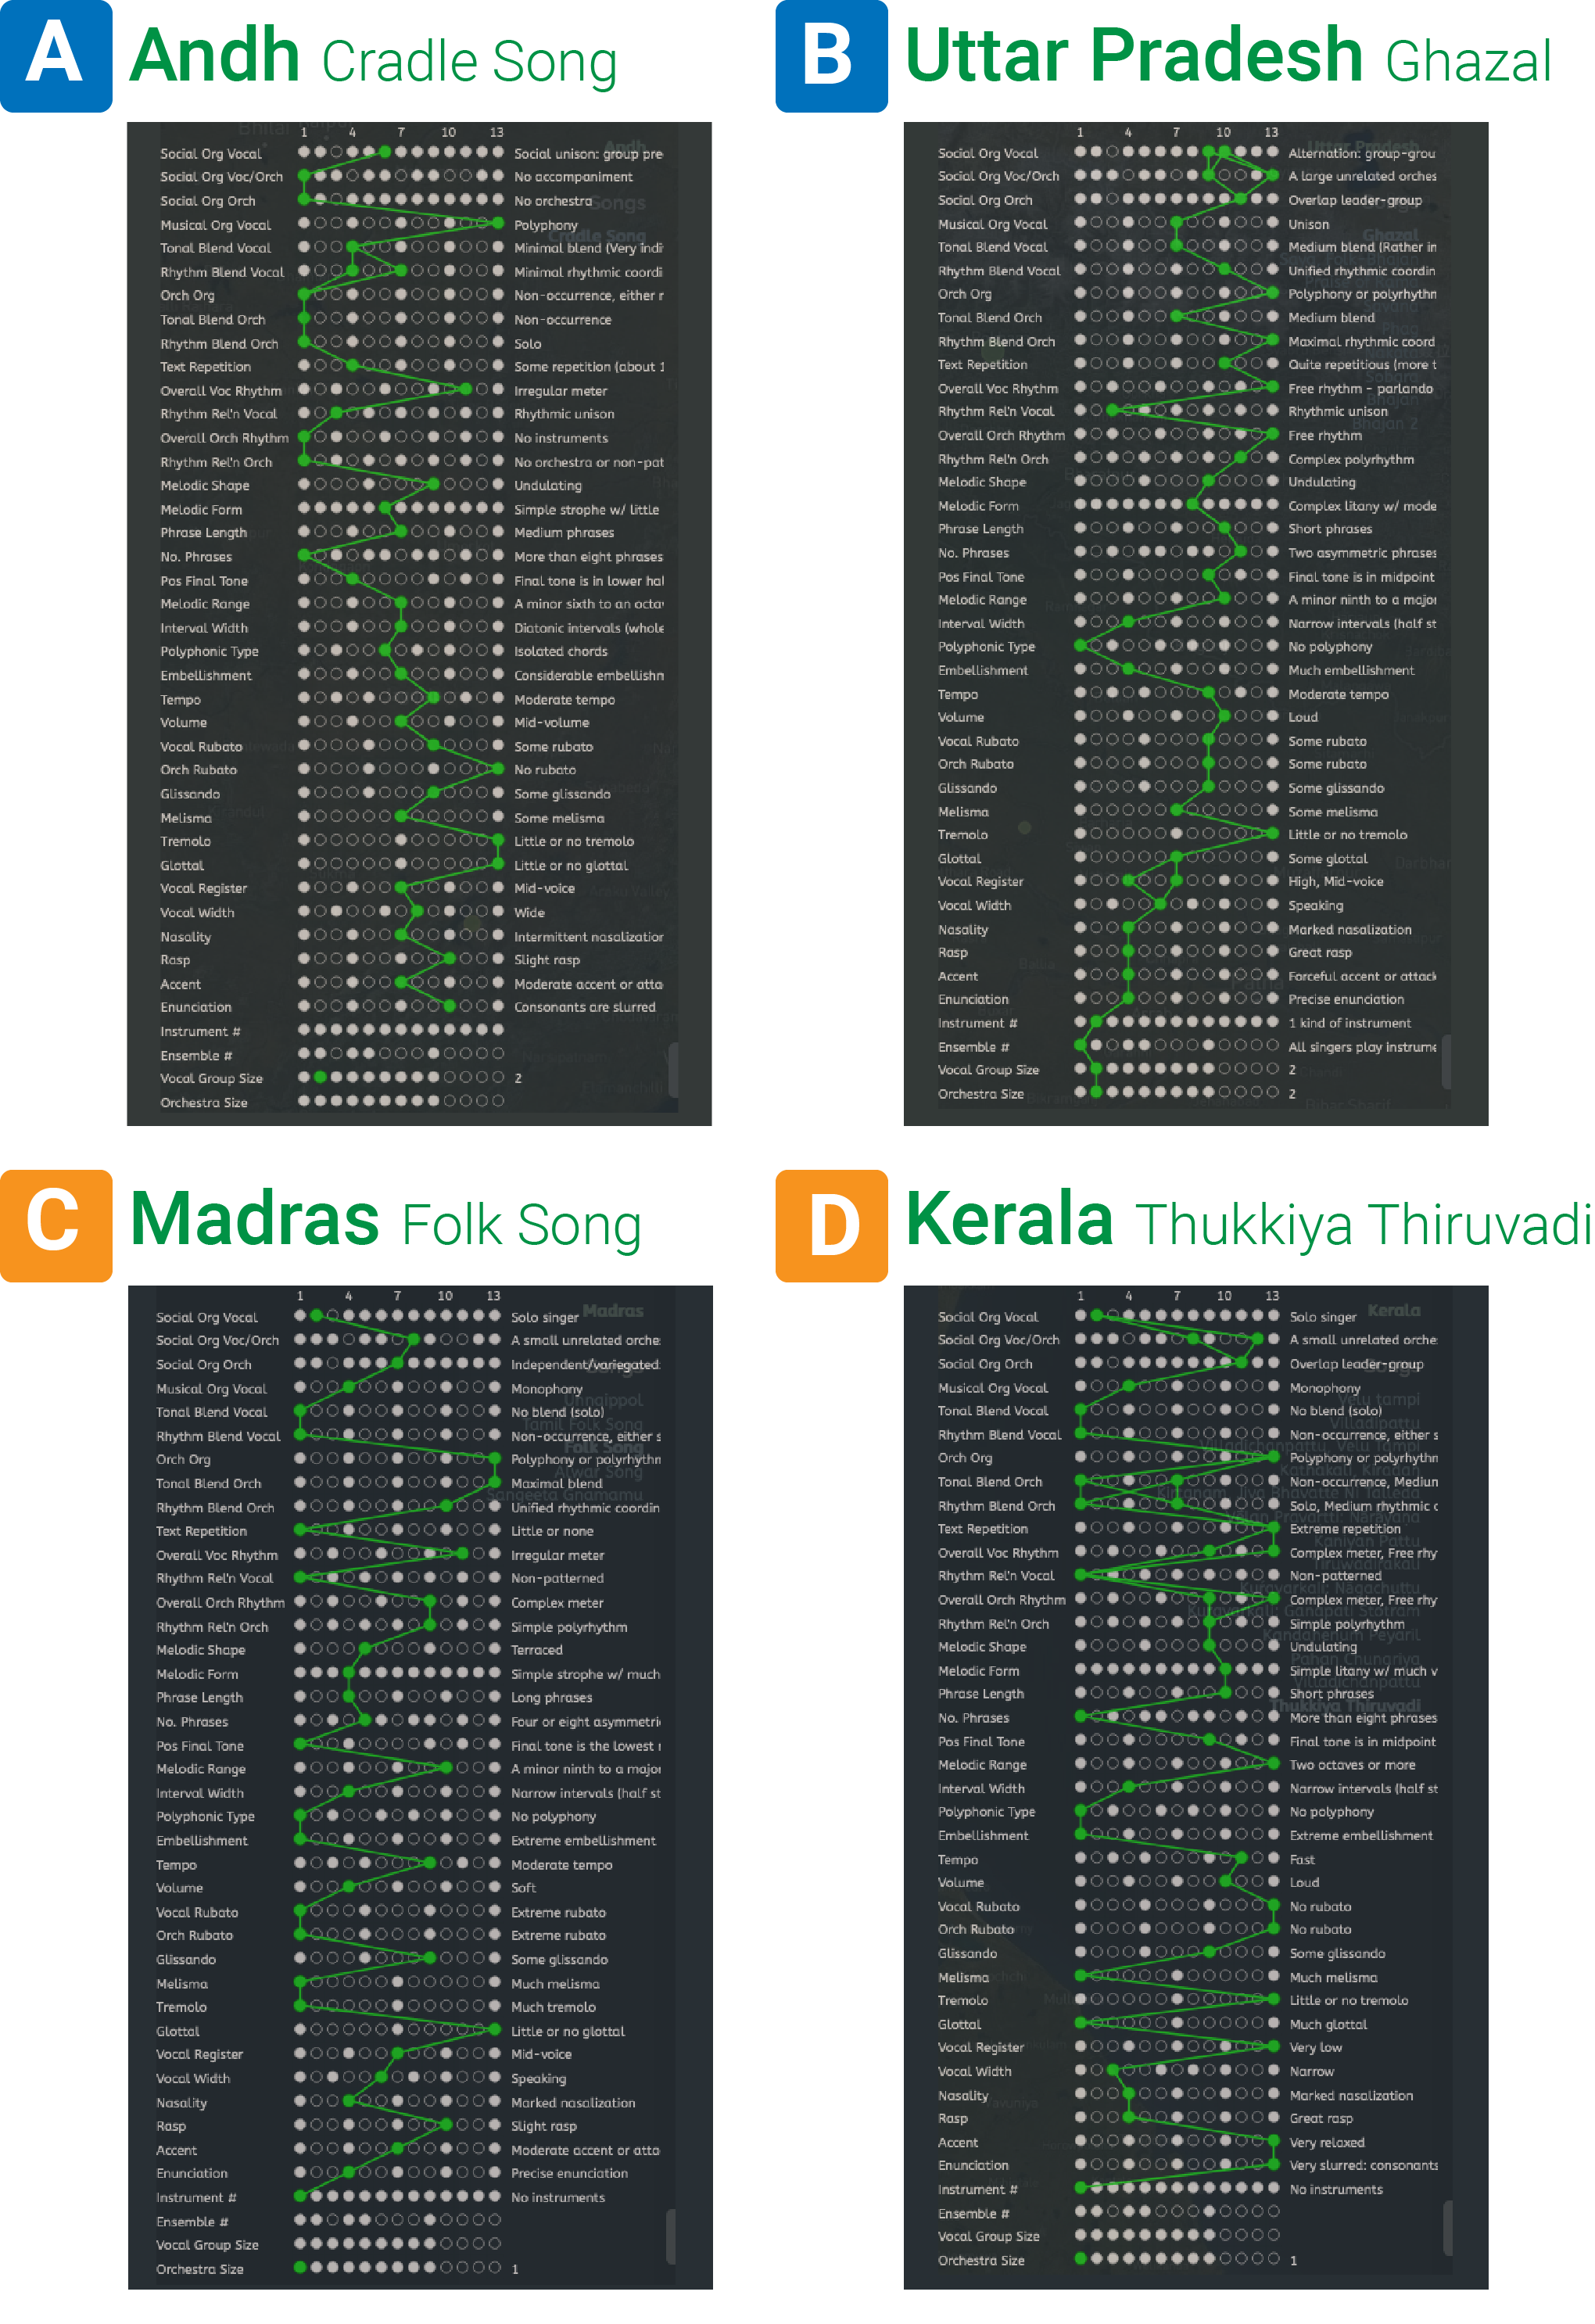 A Andh Cradle Song
1 4 7 10 13
Social Org Vocal Social unison: group pre
Social Org Voc/Orch No accompaniment
Social Org Orch No orchestra
Musical Org Vocal Polyphony
Tonal Blend Vocal Minimal blend (Very indi
Rhythm Blend Vocal Minimal rhythmic coordi
Orch Org Non-occurrence, either r
Tonal Blend Orch Non-occurrence
Rhythm Blend Orch Solo
Text Repetition Some repetition (about 1
Overall Voc Rhythm Irregular meter
Rhythm Rel'n Vocal Rhythmic unison
Overall Orch Rhythm No instruments
Rhythm Rel'n Orch No orchestra or non-pat
Melodic Shape Undulating
Melodic Form Simple strophe w/ little
Phrase Length Medium phrases
No. Phrases More than eight phrases
Pos Final Tone Final tone is in lower hal
Melodic Range A minor sixth to an octa
Interval Width Diatonic intervals (whole
Polyphonic Type Isolated chords
Embellishment Considerable embellishm
Tempo Moderate tempo
Volume Mid-volume
Vocal Rubato Some rubato
Orch Rubato No rubato
Glissando Some glissando
Melisma Some melisma
Tremolo Little or no tremolo
Glottal Little or no glottal
Vocal Register Mid-voice
Vocal Width Wide
Nasality Intermittent nasalization
Rasp Slight rasp
Accent Moderate accent or atta
Enunciation Consonants are slurred
Instrument #
Ensemble #
Vocal Group Size 2
Orchestra Size
B Uttar Pradesh Ghazal
1 4 7 10 13
Social Org Vocal Alternation: group-grou
Social Org Voc/Orch A large unrelated orches
Social Org Orch Overlap leader-group
Musical Org Vocal Unison
Tonal Blend Vocal Medium blend (Rather in
Rhythm Blend Vocal Unified rhythmic coordin
Orch Org Polyphony or polyrhythm
Tonal Blend Orch Medium blend
Rhythm Blend Orch Maximal rhythmic coord
Text Repetition Quite repetitious (more t
Overall Voc Rhythm Free rhythm - parlando
Rhythm Rel'n Vocal Rhythmic unison
Overall Orch Rhythm Free rhythm
Rhythm Rel'n Orch Complex polyrhythm
Melodic Shape Undulating
Melodic Form Complex litany w/ mode
Phrase Length Short phrases
No. Phrases Two asymmetric phrases
Pos Final Tone Final tone is in midpoint
Melodic Range A minor ninth to a major
Interval Width Narrow intervals (half st
Polyphonic Type No polyphony
Embellishment Much embellishment
Tempo Moderate tempo
Volume Loud
Vocal Rubato Some rubato
Orch Rubato Some rubato
Glissando Some glissando
Melisma Some melisma
Tremolo Little or no tremolo
Glottal Some glottal
Vocal Register High, Mid-voice
Vocal Width Speaking
Nasality Marked nasalization
Rasp Great rasp
Accent Forceful accent or attack
Enunciation Precise enunciation
Instrument # 1 kind of instrument
Ensemble # All singers play instrume
Vocal Group Size 2
Orchestra Size 2
C Madras Folk Song
1 4 7 10 13
Social Org Vocal Solo singer
Social Org Voc/Orch A small unrelated orche
Social Org Orch Independent/variegated
Musical Org Vocal Monophony
Tonal Blend Vocal No blend (solo)
Rhythm Blend Vocal Non-occurrence, either s
Orch Org Polyphony or polyrhythm
Tonal Blend Orch Maximal blend
Rhythm Blend Orch Unified rhythmic coordin
Text Repetition Little or none
Overall Voc Rhythm Irregular meter
Rhythm Rel'n Vocal Non-patterned
Overall Orch Rhythm Complex meter
Rhythm Rel'n Orch Simple polyrhythm
Melodic Shape Terraced
Melodic Form Simple strophe w/ much
Phrase Length Long phrases
No. Phrases Four or eight asymmetri
Pos Final Tone Final tone is the lowest
Melodic Range A minor ninth to a major
Interval Width Narrow intervals (half st
Polyphonic Type No polyphony
Embellishment Extreme embellishment
Tempo Moderate tempo
Volume Soft
Vocal Rubato Extreme rubato
Orch Rubato Extreme rubato
Glissando Some glissando
Melisma Much melisma
Tremolo Much tremolo
Glottal Little or no glottal
Vocal Register Mid-voice
Vocal Width Speaking
Nasality Marked nasalization
Rasp Slight rasp
Accent Moderate accent or atta
Enunciation Precise enunciation
Instrument # No instruments
Ensemble #
Vocal Group Size
Orchestra Size 1
D Kerala Thukkiya Thiruvadi
1 4 7 10 13
Social Org Vocal Solo singer
Social Org Voc/Orch A small unrelated orche
Social Org Orch Overlap leader-group
Musical Org Vocal Monophony
Tonal Blend Vocal No blend (solo)
Rhythm Blend Vocal Non-occurrence, either s
Orch Org Polyphony or polyrhythm
Tonal Blend Orch Non-occurrence, Medium
Rhythm Blend Orch Solo, Medium rhythmic c
Text Repetition Extreme repetition
Overall Voc Rhythm Complex meter, Free rhy
Rhythm Rel'n Vocal Non-patterned
Overall Orch Rhythm Complex meter, Free rhy
Rhythm Rel'n Orch Simple polyrhythm
Melodic Shape Undulating
Melodic Form Simple litany w/ much v
Phrase Length Short phrases
No. Phrases More than eight phrases
Pos Final Tone Final tone is in midpoint
Melodic Range Two octaves or more
Interval Width Narrow intervals (half st
Polyphonic Type No polyphony
Embellishment Extreme embellishment
Tempo Fast
Volume Loud
Vocal Rubato No rubato
Orch Rubato No rubato
Glissando Some glissando
Melisma Much melisma
Tremolo Little or no tremolo
Glottal Much glottal
Vocal Register Very low
Vocal Width Narrow
Nasality Marked nasalization
Rasp Great rasp
Accent Very relaxed
Enunciation Very slurred: consonants
Instrument # No instruments
Ensemble #
Vocal Group Size
Orchestra Size 1